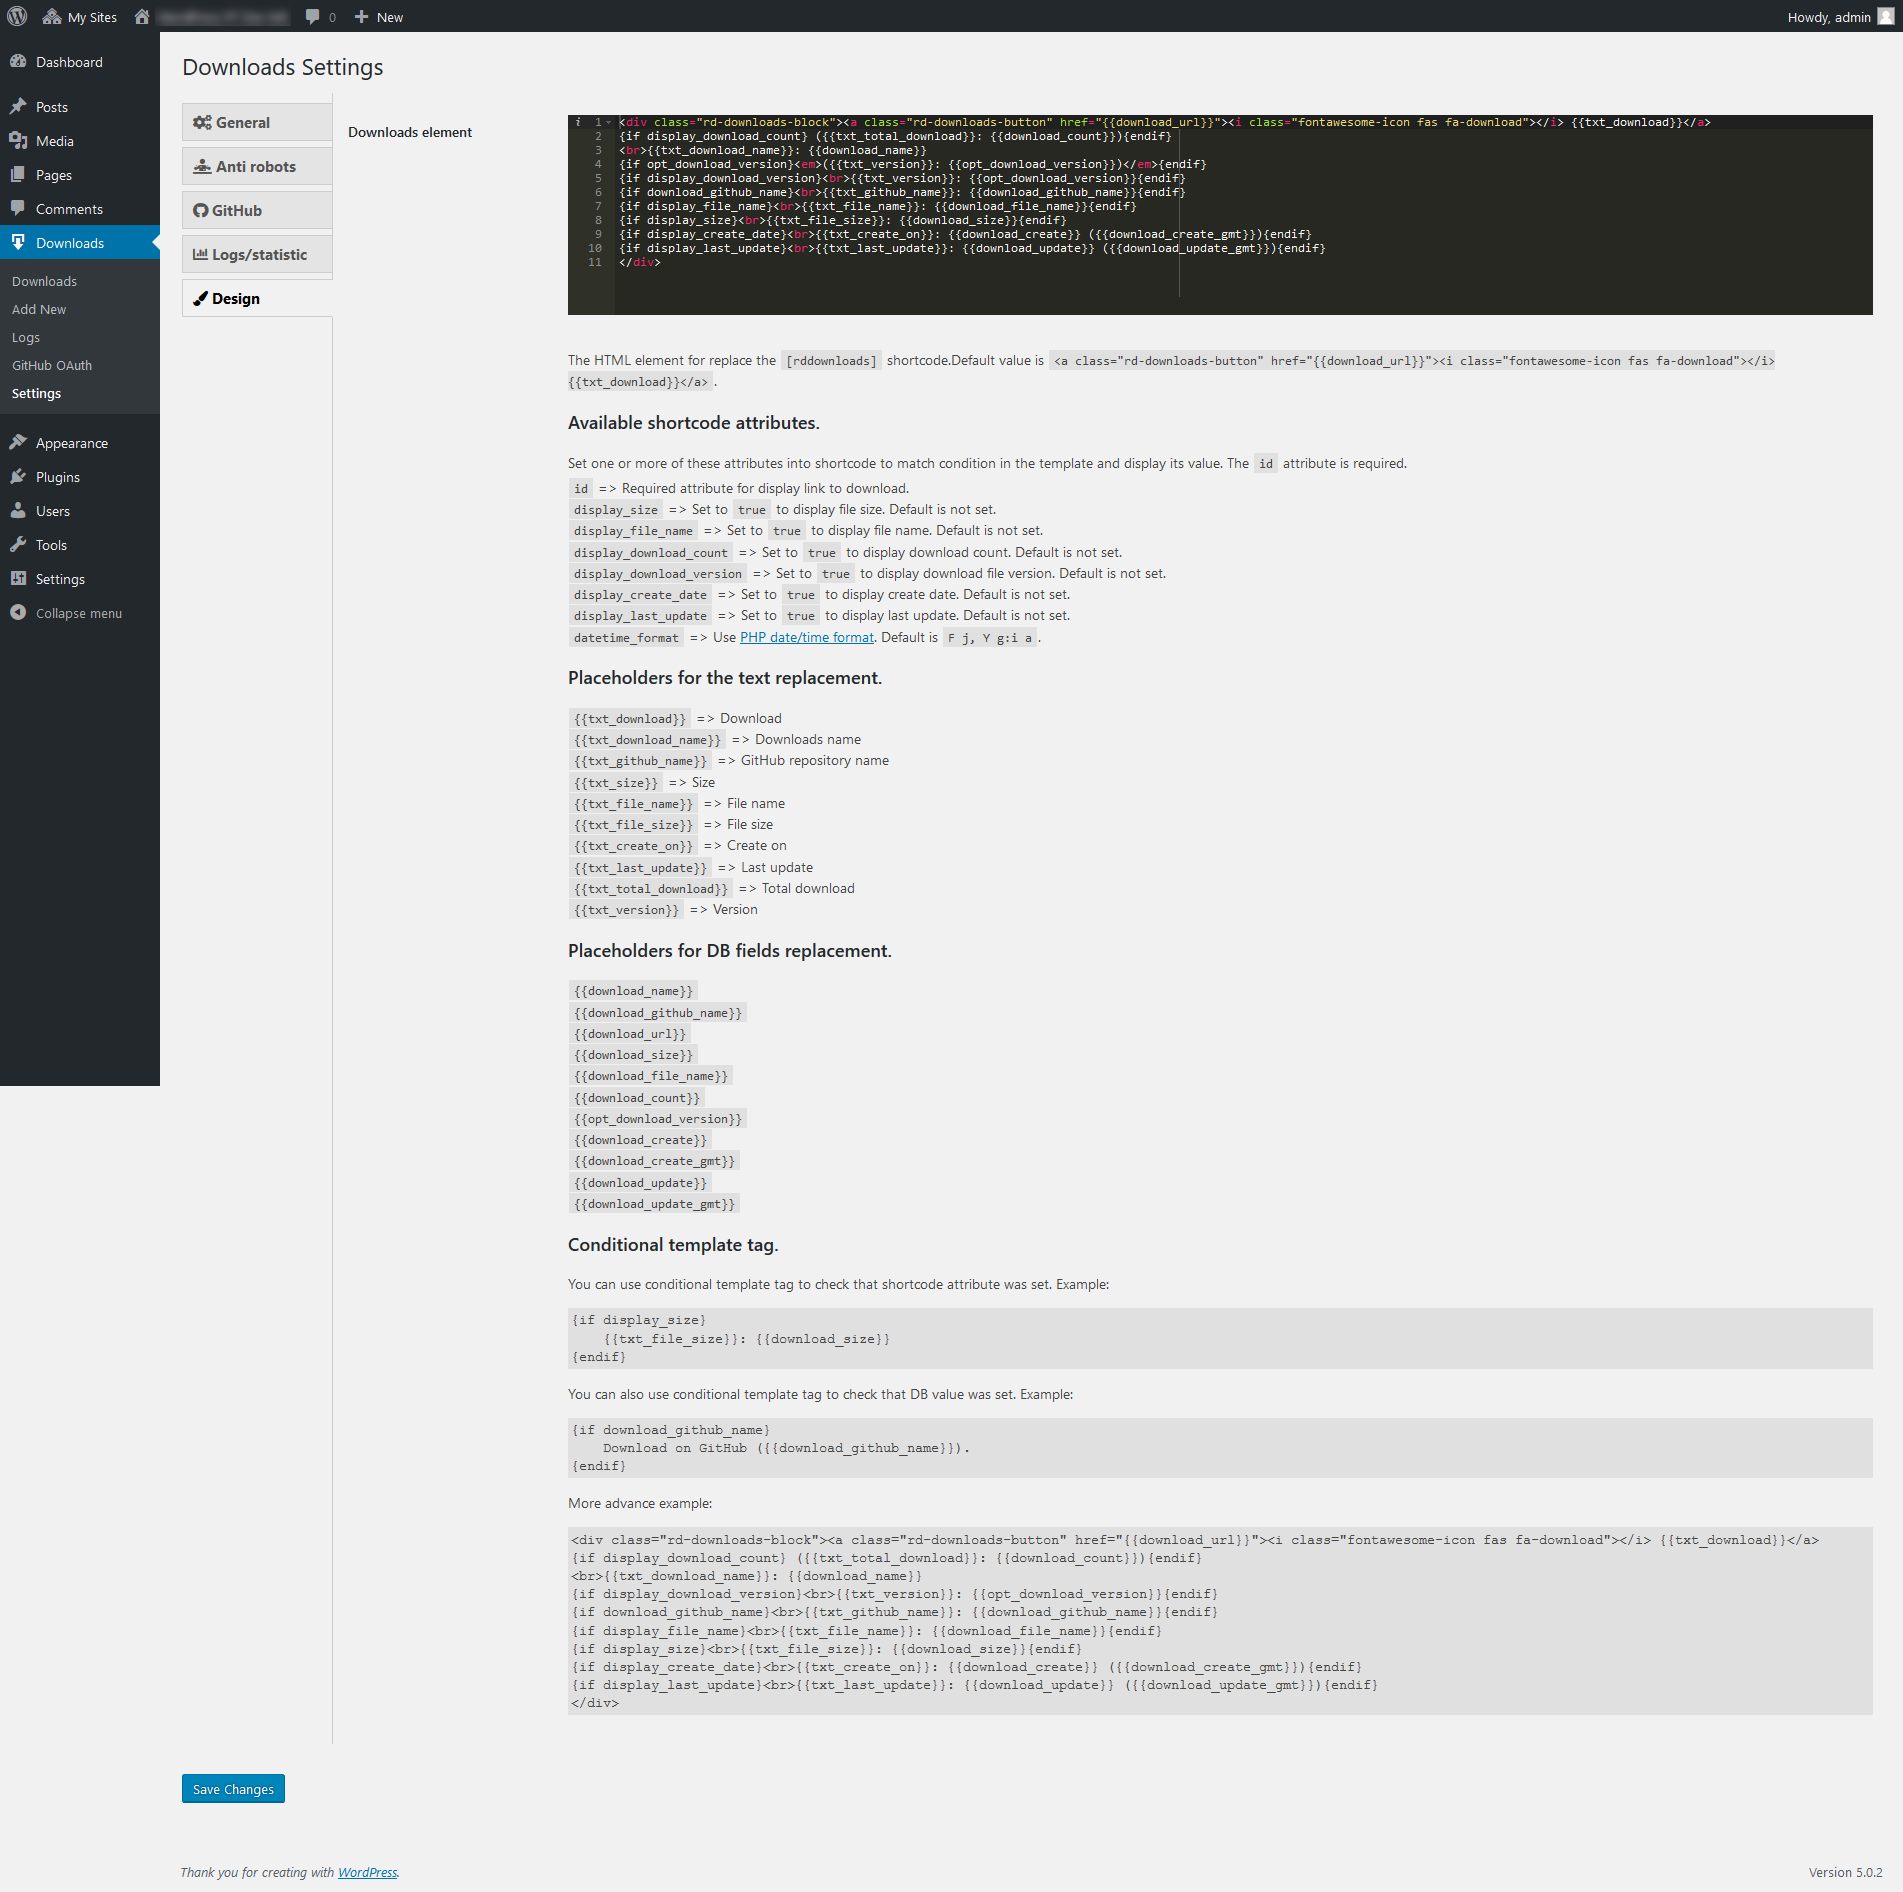 My Sites
0
New
Howdy, admin
Dashboard
Posts
Media
Pages
Comments
Downloads
Downloads
Add New
Logs
GitHub OAuth
Settings
Appearance
Plugins
Users
Tools
Settings
Collapse menu
Downloads Settings
General
Anti robots
GitHub
Logs/statistic
Design
Downloads element
i 1 <div class="rd-downloads-block"><a class="rd-downloads-button" href="{{download_url}}"><i class="fontawesome-icon fas fa-download"></i> {{txt_download}}</a>
2 {if display_download_count} ({{txt_total_download}}: {{download_count}}){endif}
3 <br>{{txt_download_name}}: {{download_name}}
4 {if opt_download_version}<em>({{txt_version}}: {{opt_download_version}})</em>{endif}
5 {if display_download_version}<br>{{txt_version}}: {{opt_download_version}}{endif}
6 {if download_github_name}<br>{{txt_github_name}}: {{download_github_name}}{endif}
7 {if display_file_name}<br>{{txt_file_name}}: {{download_file_name}}{endif}
8 {if display_size}<br>{{txt_file_size}}: {{download_size}}{endif}
9 {if display_create_date}<br>{{txt_create_on}}: {{download_create}} ({{download_create_gmt}}){endif}
10 {if display_last_update}<br>{{txt_last_update}}: {{download_update}} ({{download_update_gmt}}){endif}
11 </div>
The HTML element for replace the [rddownloads] shortcode.Default value is <a class="rd-downloads-button" href="{{download_url}}"><i class="fontawesome-icon fas fa-download"></i>
{{txt_download}}</a> .
Available shortcode attributes.
Set one or more of these attributes into shortcode to match condition in the template and display its value. The id attribute is required.
id => Required attribute for display link to download.
display_size => Set to true to display file size. Default is not set.
display_file_name => Set to true to display file name. Default is not set.
display_download_count => Set to true to display download count. Default is not set.
display_download_version => Set to true to display download file version. Default is not set.
display_create_date => Set to true to display create date. Default is not set.
display_last_update => Set to true to display last update. Default is not set.
datetime_format => Use PHP date/time format. Default is F j, Y g:i a .
Placeholders for the text replacement.
{{txt_download}} => Download
{{txt_download_name}} => Downloads name
{{txt_github_name}} => GitHub repository name
{{txt_size}} => Size
{{txt_file_name}} => File name
{{txt_file_size}} => File size
{{txt_create_on}} => Create on
{{txt_last_update}} => Last update
{{txt_total_download}} => Total download
{{txt_version}} => Version
Placeholders for DB fields replacement.
{{download_name}}
{{download_github_name}}
{{download_url}}
{{download_size}}
{{download_file_name}}
{{download_count}}
{{opt_download_version}}
{{download_create}}
{{download_create_gmt}}
{{download_update}}
{{download_update_gmt}}
Conditional template tag.
You can use conditional template tag to check that shortcode attribute was set. Example:
{if display_size}
{{txt_file_size}}: {{download_size}}
{endif}
You can also use conditional template tag to check that DB value was set. Example:
{if download_github_name}
Download on GitHub ({{download_github_name}}).
{endif}
More advance example:
<div class="rd-downloads-block"><a class="rd-downloads-button" href="{{download_url}}"><i class="fontawesome-icon fas fa-download"></i> {{txt_download}}</a>
{if display_download_count} ({{txt_total_download}}: {{download_count}}){endif}
<br>{{txt_download_name}}: {{download_name}}
{if display_download_version}<br>{{txt_version}}: {{opt_download_version}}{endif}
{if download_github_name}<br>{{txt_github_name}}: {{download_github_name}}{endif}
{if display_file_name}<br>{{txt_file_name}}: {{download_file_name}}{endif}
{if display_size}<br>{{txt_file_size}}: {{download_size}}{endif}
{if display_create_date}<br>{{txt_create_on}}: {{download_create}} ({{download_create_gmt}}){endif}
{if display_last_update}<br>{{txt_last_update}}: {{download_update}} ({{download_update_gmt}}){endif}
</div>
Save Changes
Thank you for creating with WordPress.
Version 5.0.2